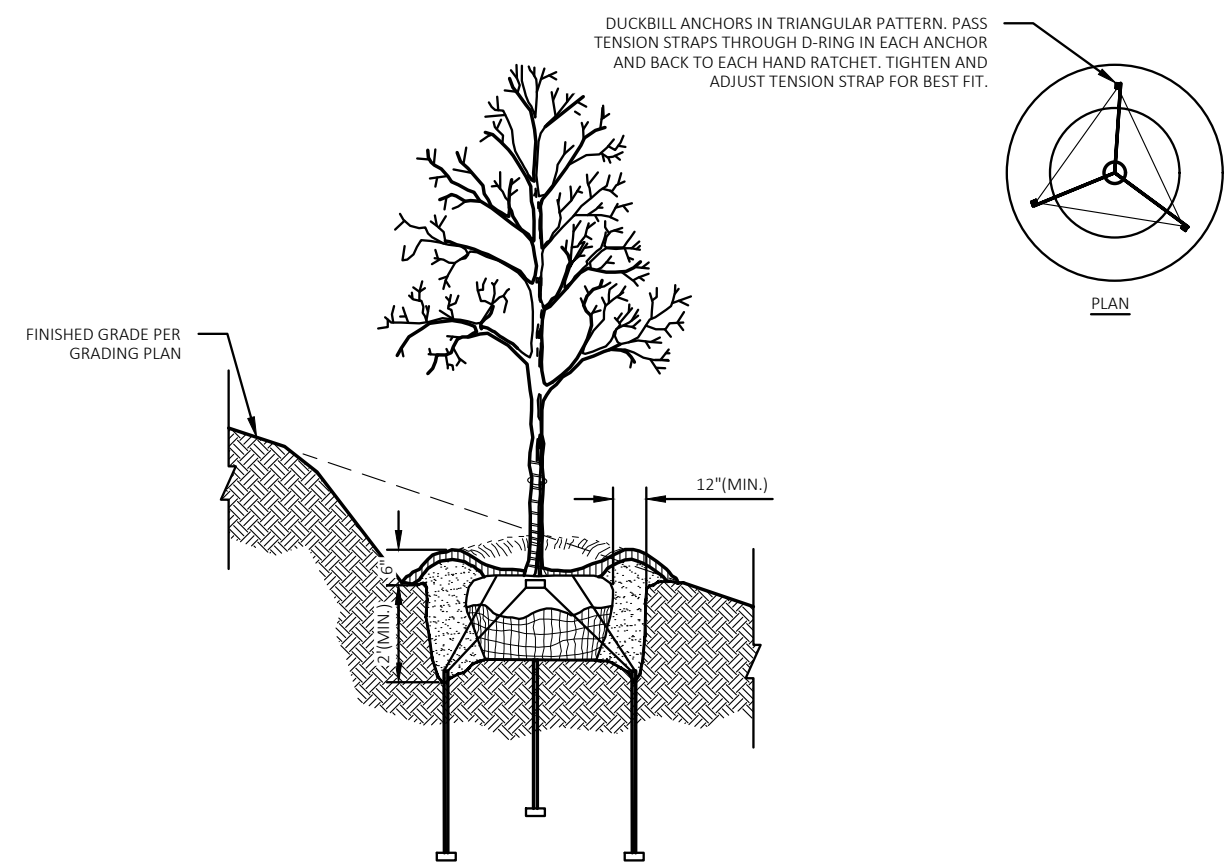 DUCKBILL ANCHORS IN TRIANGULAR PATTERN. PASS
TENSION STRAPS THROUGH D-RING IN EACH ANCHOR
AND BACK TO EACH HAND RATCHET. TIGHTEN AND
ADJUST TENSION STRAP FOR BEST FIT.
PLAN
FINISHED GRADE PER
GRADING PLAN
12"(MIN.)
6"
2'(MIN.)